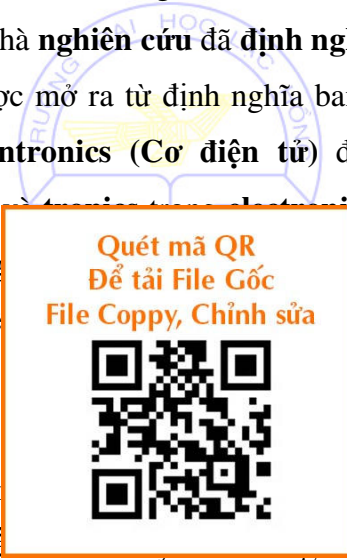 hà nghiên cứu đã định ngh
ợc mở ra từ định nghĩa ba
ntronics (Cơ điện tử) đ
Quét mã QR
Để tải File Gốc
File Coppy, Chỉnh sửa